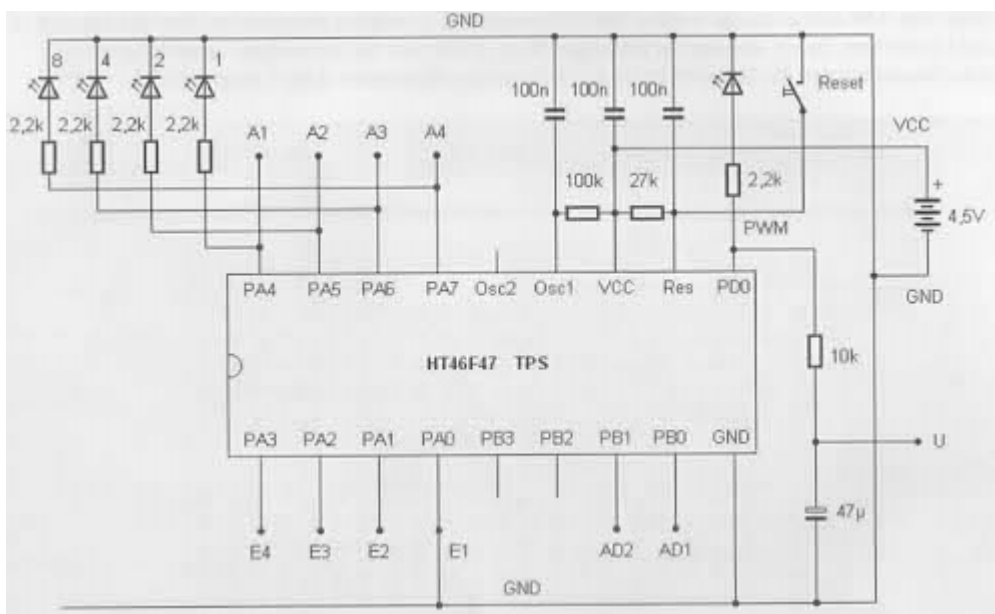 GND
8 4 2 1
2,2k 2,2k 2,2k 2,2k
A1 A2 A3 A4
100n 100n 100n
Reset
VCC
100k 27k 2,2k
+
4,5V
PWM
PA4 PA5 PA6 PA7 Osc2 Osc1 VCC Res PD0
GND
HT46F47 TPS
10k
PA3 PA2 PA1 PA0 PB3 PB2 PB1 PB0 GND
U
47µ
E4 E3 E2 E1 AD2 AD1
GND